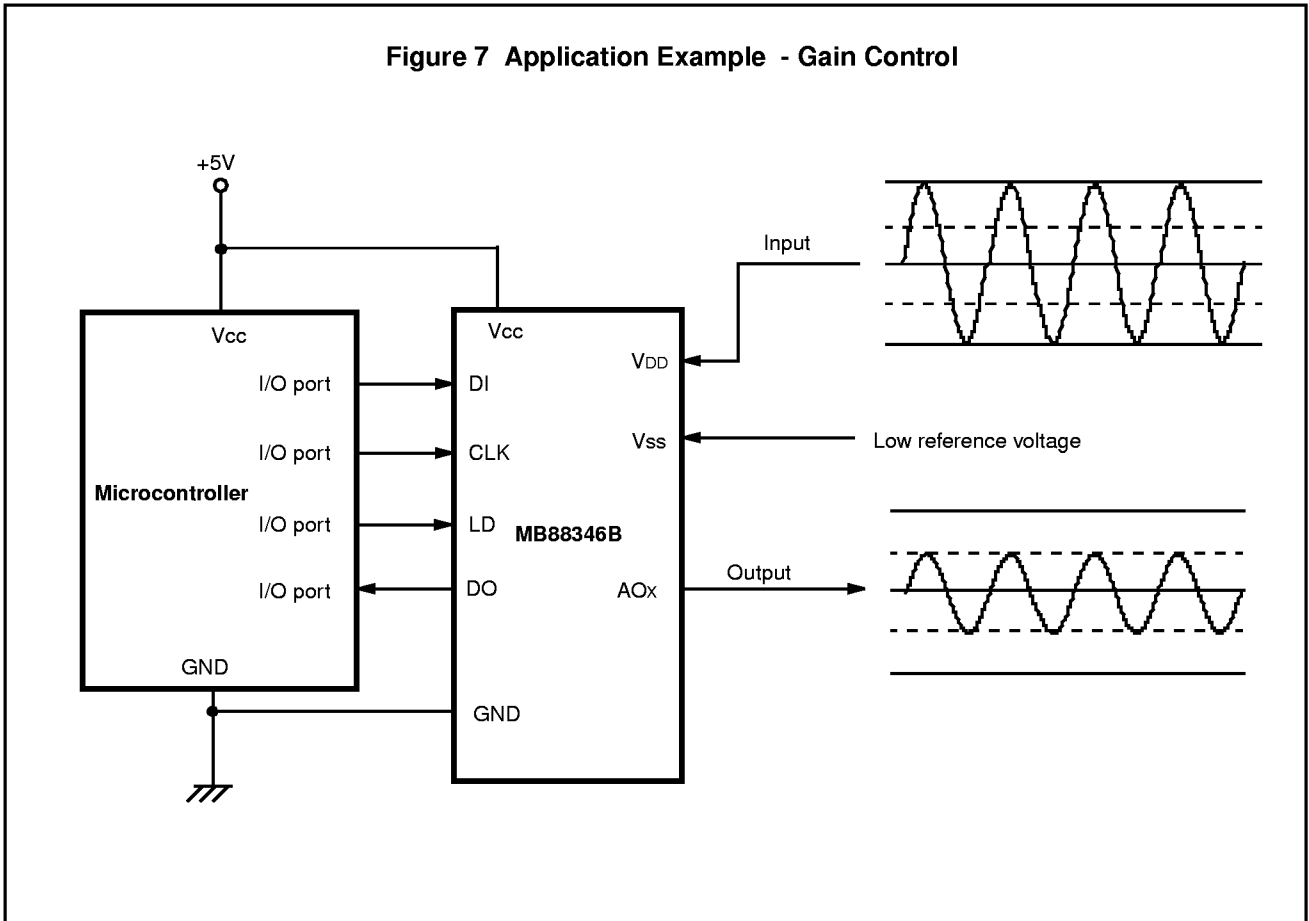 Figure 7  Application Example  - Gain Control
+5V
Input
Vcc
Vcc
VDD
I/O port
DI
I/O port
CLK
Vss
Low reference voltage
Microcontroller
I/O port
LD
MB88346B
I/O port
DO
AOx
Output
GND
GND